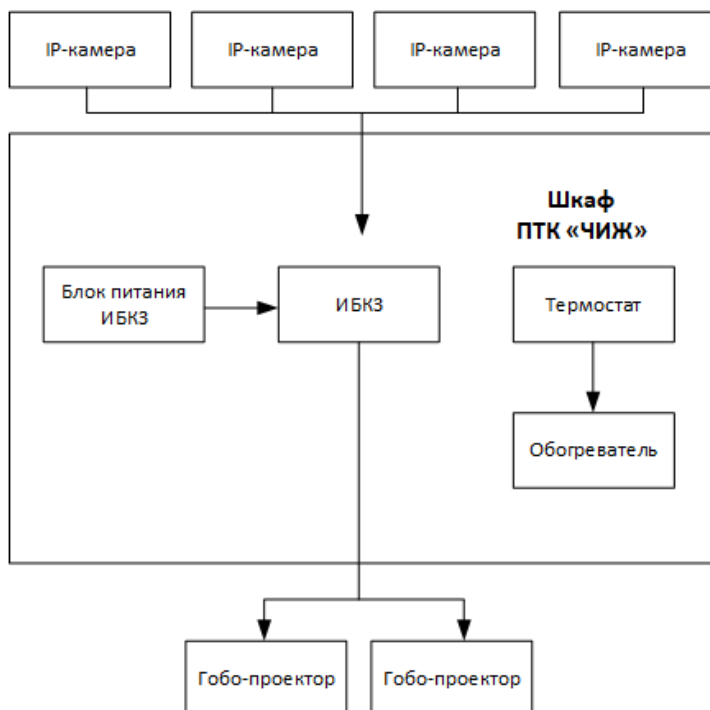 IP-камера
IP-камера
IP-камера
IP-камера
Шкаф
ПТК «ЧИЖ»
Блок питания
ИБКЗ
ИБКЗ
Термостат
Обогреватель
Гобо-проектор
Гобо-проектор